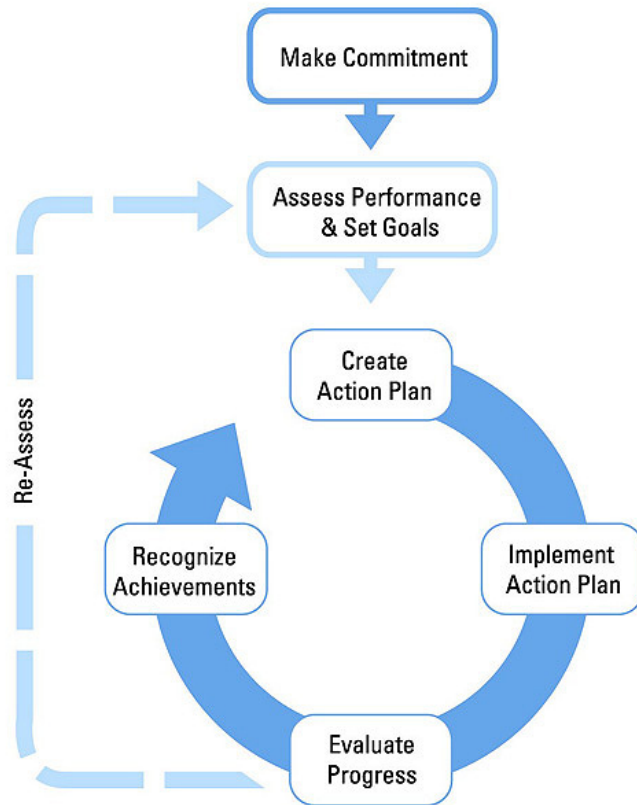 Make Commitment
Assess Performance
& Set Goals
Create
Action Plan
Re-Assess
Recognize
Achievements
Implement
Action Plan
Evaluate
Progress